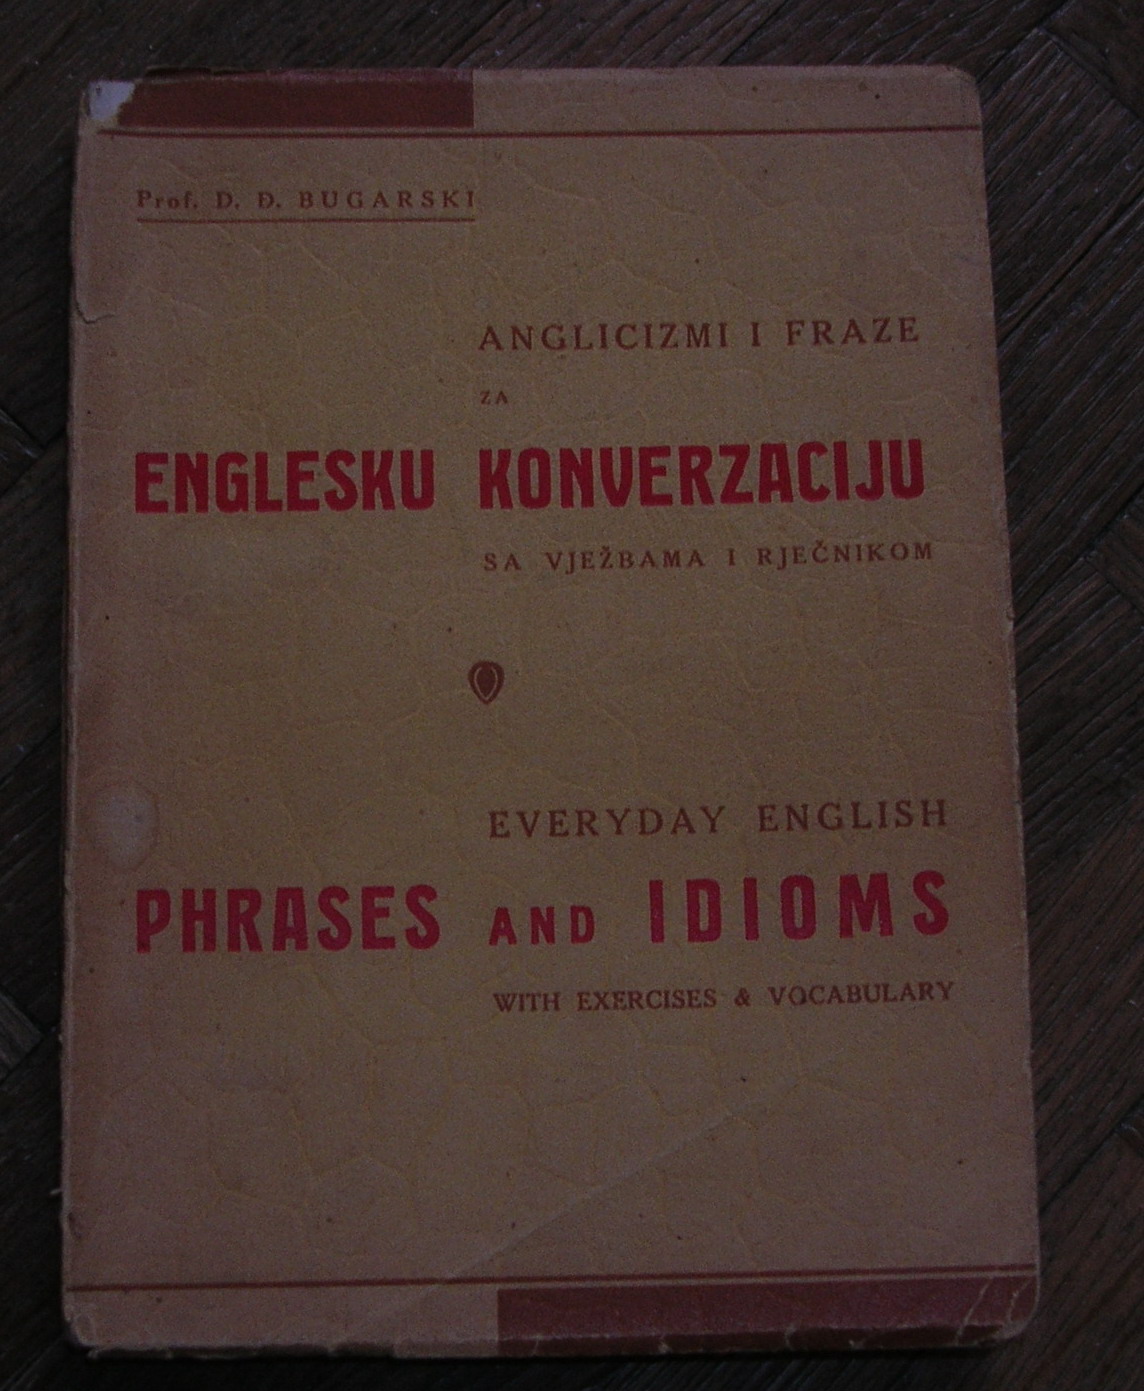 Prof. D. Đ. BUGARSKI
ANGLICIZMI I FRAZE
ZA
ENGLESKU KONVERZACIJU
SA VJEŽBAMA I RJEČNIKOM
EVERYDAY ENGLISH
PHRASES AND IDIOMS
WITH EXERCISES & VOCABULARY